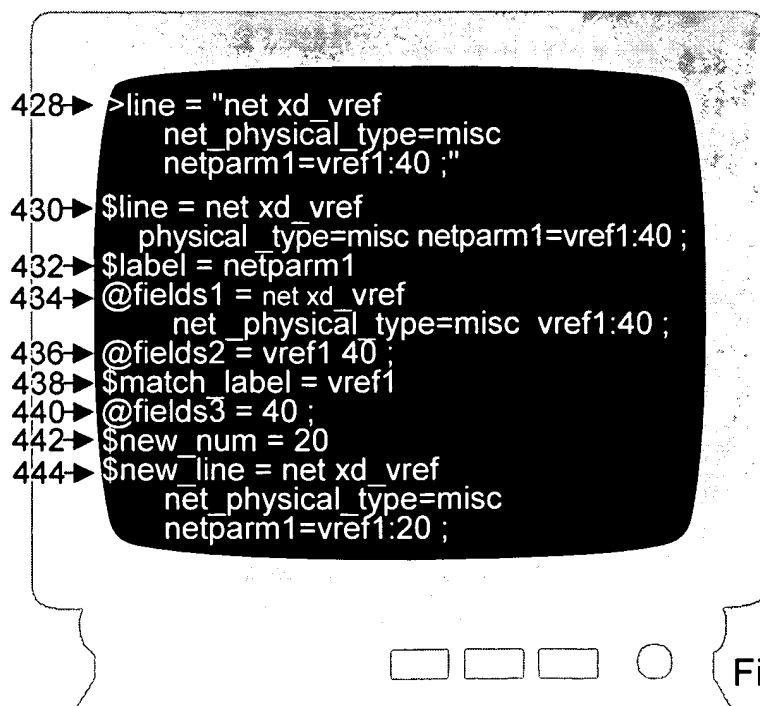 428 >line = "net xd_vref
net_physical_type=misc
netparm1=vref1:40 ;"
430 $line = net xd_vref
physical _type=misc netparm1=vref1:40 ;
432 $label = netparm1
434 @fields1 = net xd_vref
net _physical_type=misc vref1:40 ;
436 @fields2 = vref1 40 ;
438 $match_label = vref1
440 @fields3 = 40 ;
442 $new_num = 20
444 $new_line = net xd_vref
net_physical_type=misc
netparm1=vref1:20 ;